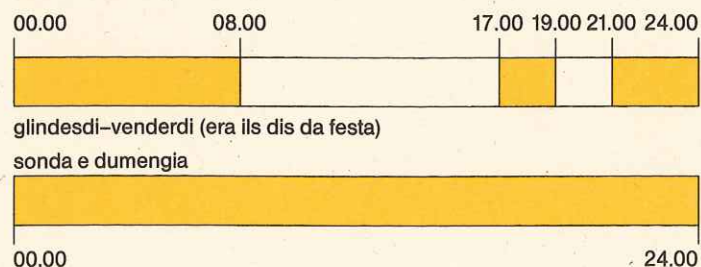 00.00 08.00 17.00 19.00 21.00 24.00
glindesdi–venderdi (era ils dis da festa)
sonda e dumengia
00.00 24.00